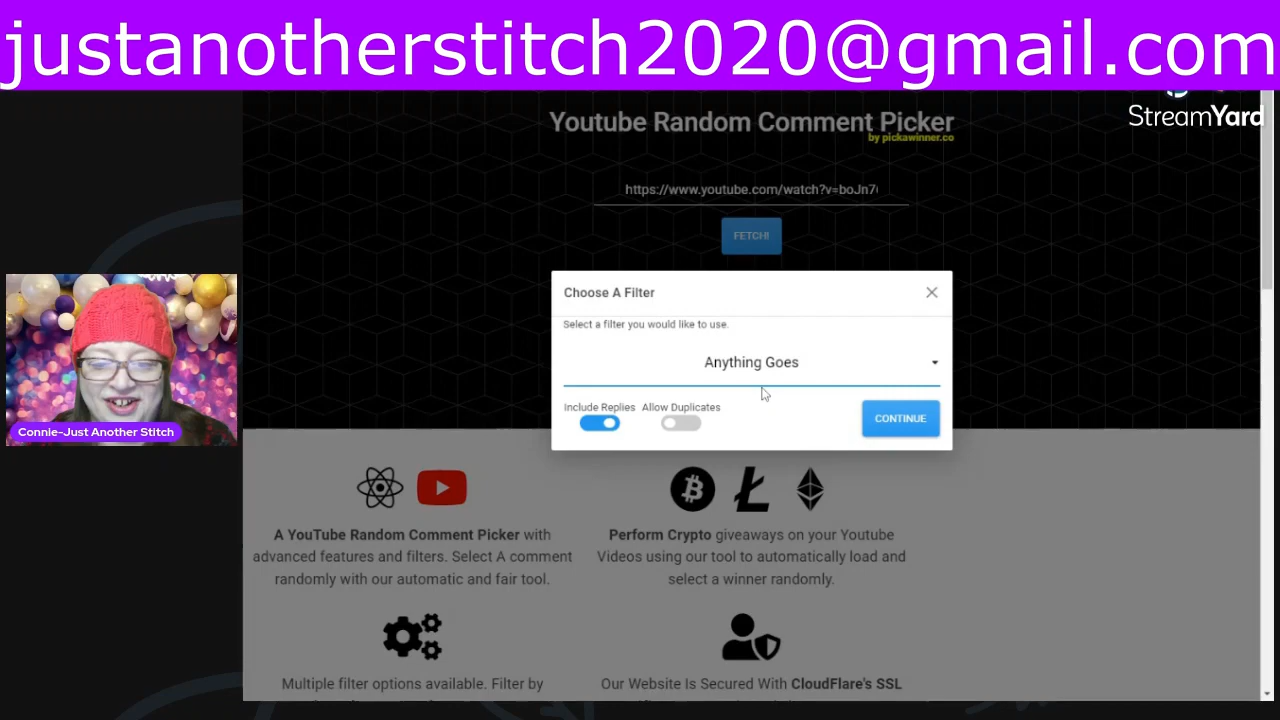 justanotherstitch2020@gmail.com
StreamYard
Youtube Random Comment Picker
by pickawinner.co
https://www.youtube.com/watch?v=boJn7
FETCH!
Choose A Filter
Select a filter you would like to use.
Anything Goes
Include Replies Allow Duplicates
CONTINUE
Connie-Just Another Stitch
A YouTube Random Comment Picker with
advanced features and filters. Select A comment
randomly with our automatic and fair tool.
Perform Crypto giveaways on your Youtube
Videos using our tool to automatically load and
select a winner randomly.
Multiple filter options available. Filter by
Our Website Is Secured With CloudFlare's SSL